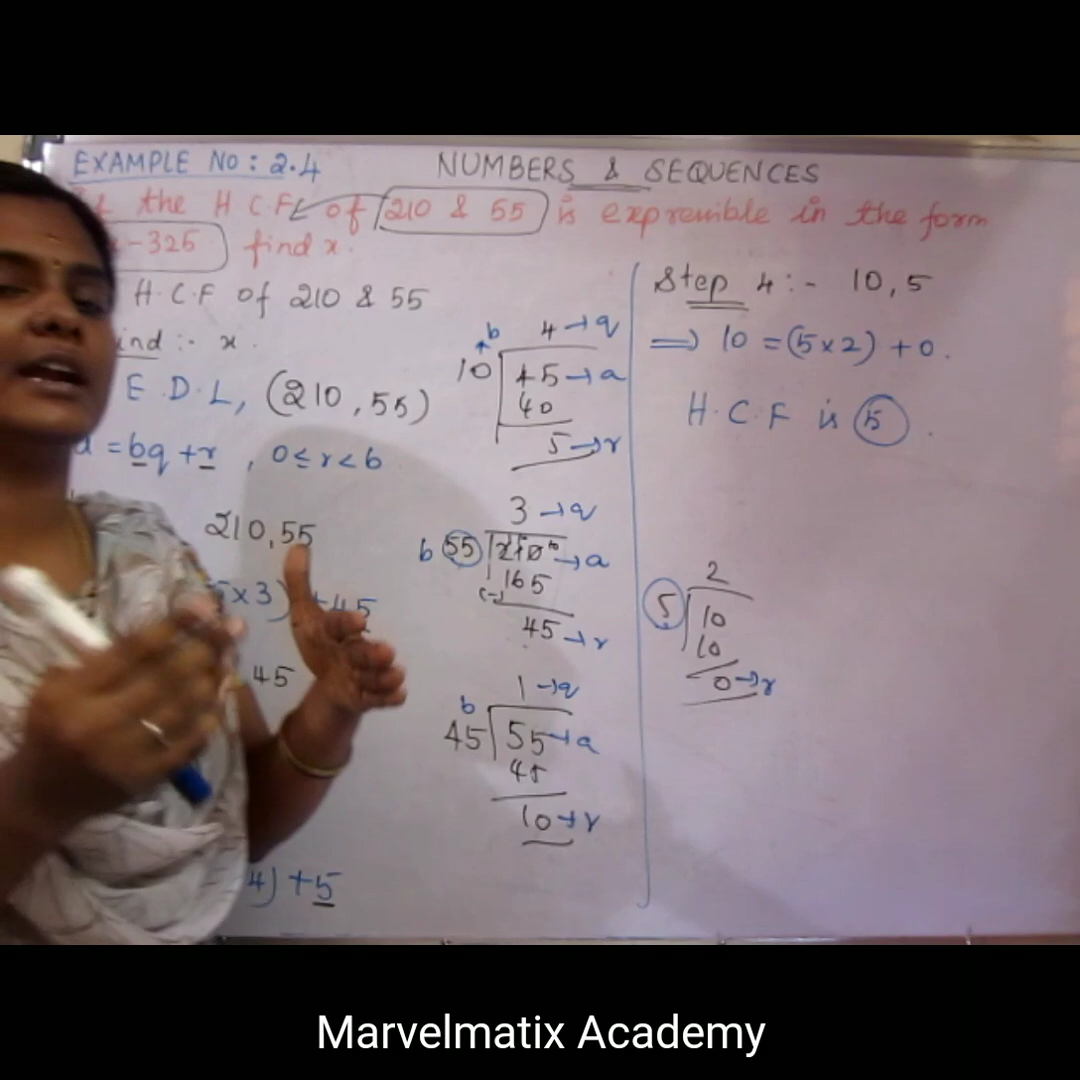 EXAMPLE NO : 2.4
NUMBERS & SEQUENCES
the H C F of 210 & 55 is expressible in the form
-325 find x.
H.C.F of 210 & 55
:- x.
E.D.L, (210, 55)
= bq + r, 0 ≤ r < b
210, 55
x 3) + 45
45
4) + 5
b 4 → q
10 45 → a
40
5 → r
3 → q
b 55 210 → a
(-) 165
45 → r
1 → q
b
45 55 → a
45
10 → r
Step 4 :- 10, 5
⟹ 10 = (5 x 2) + 0.
H.C.F is 5.
2
5 10
10
0 → r
Marvelmatix Academy